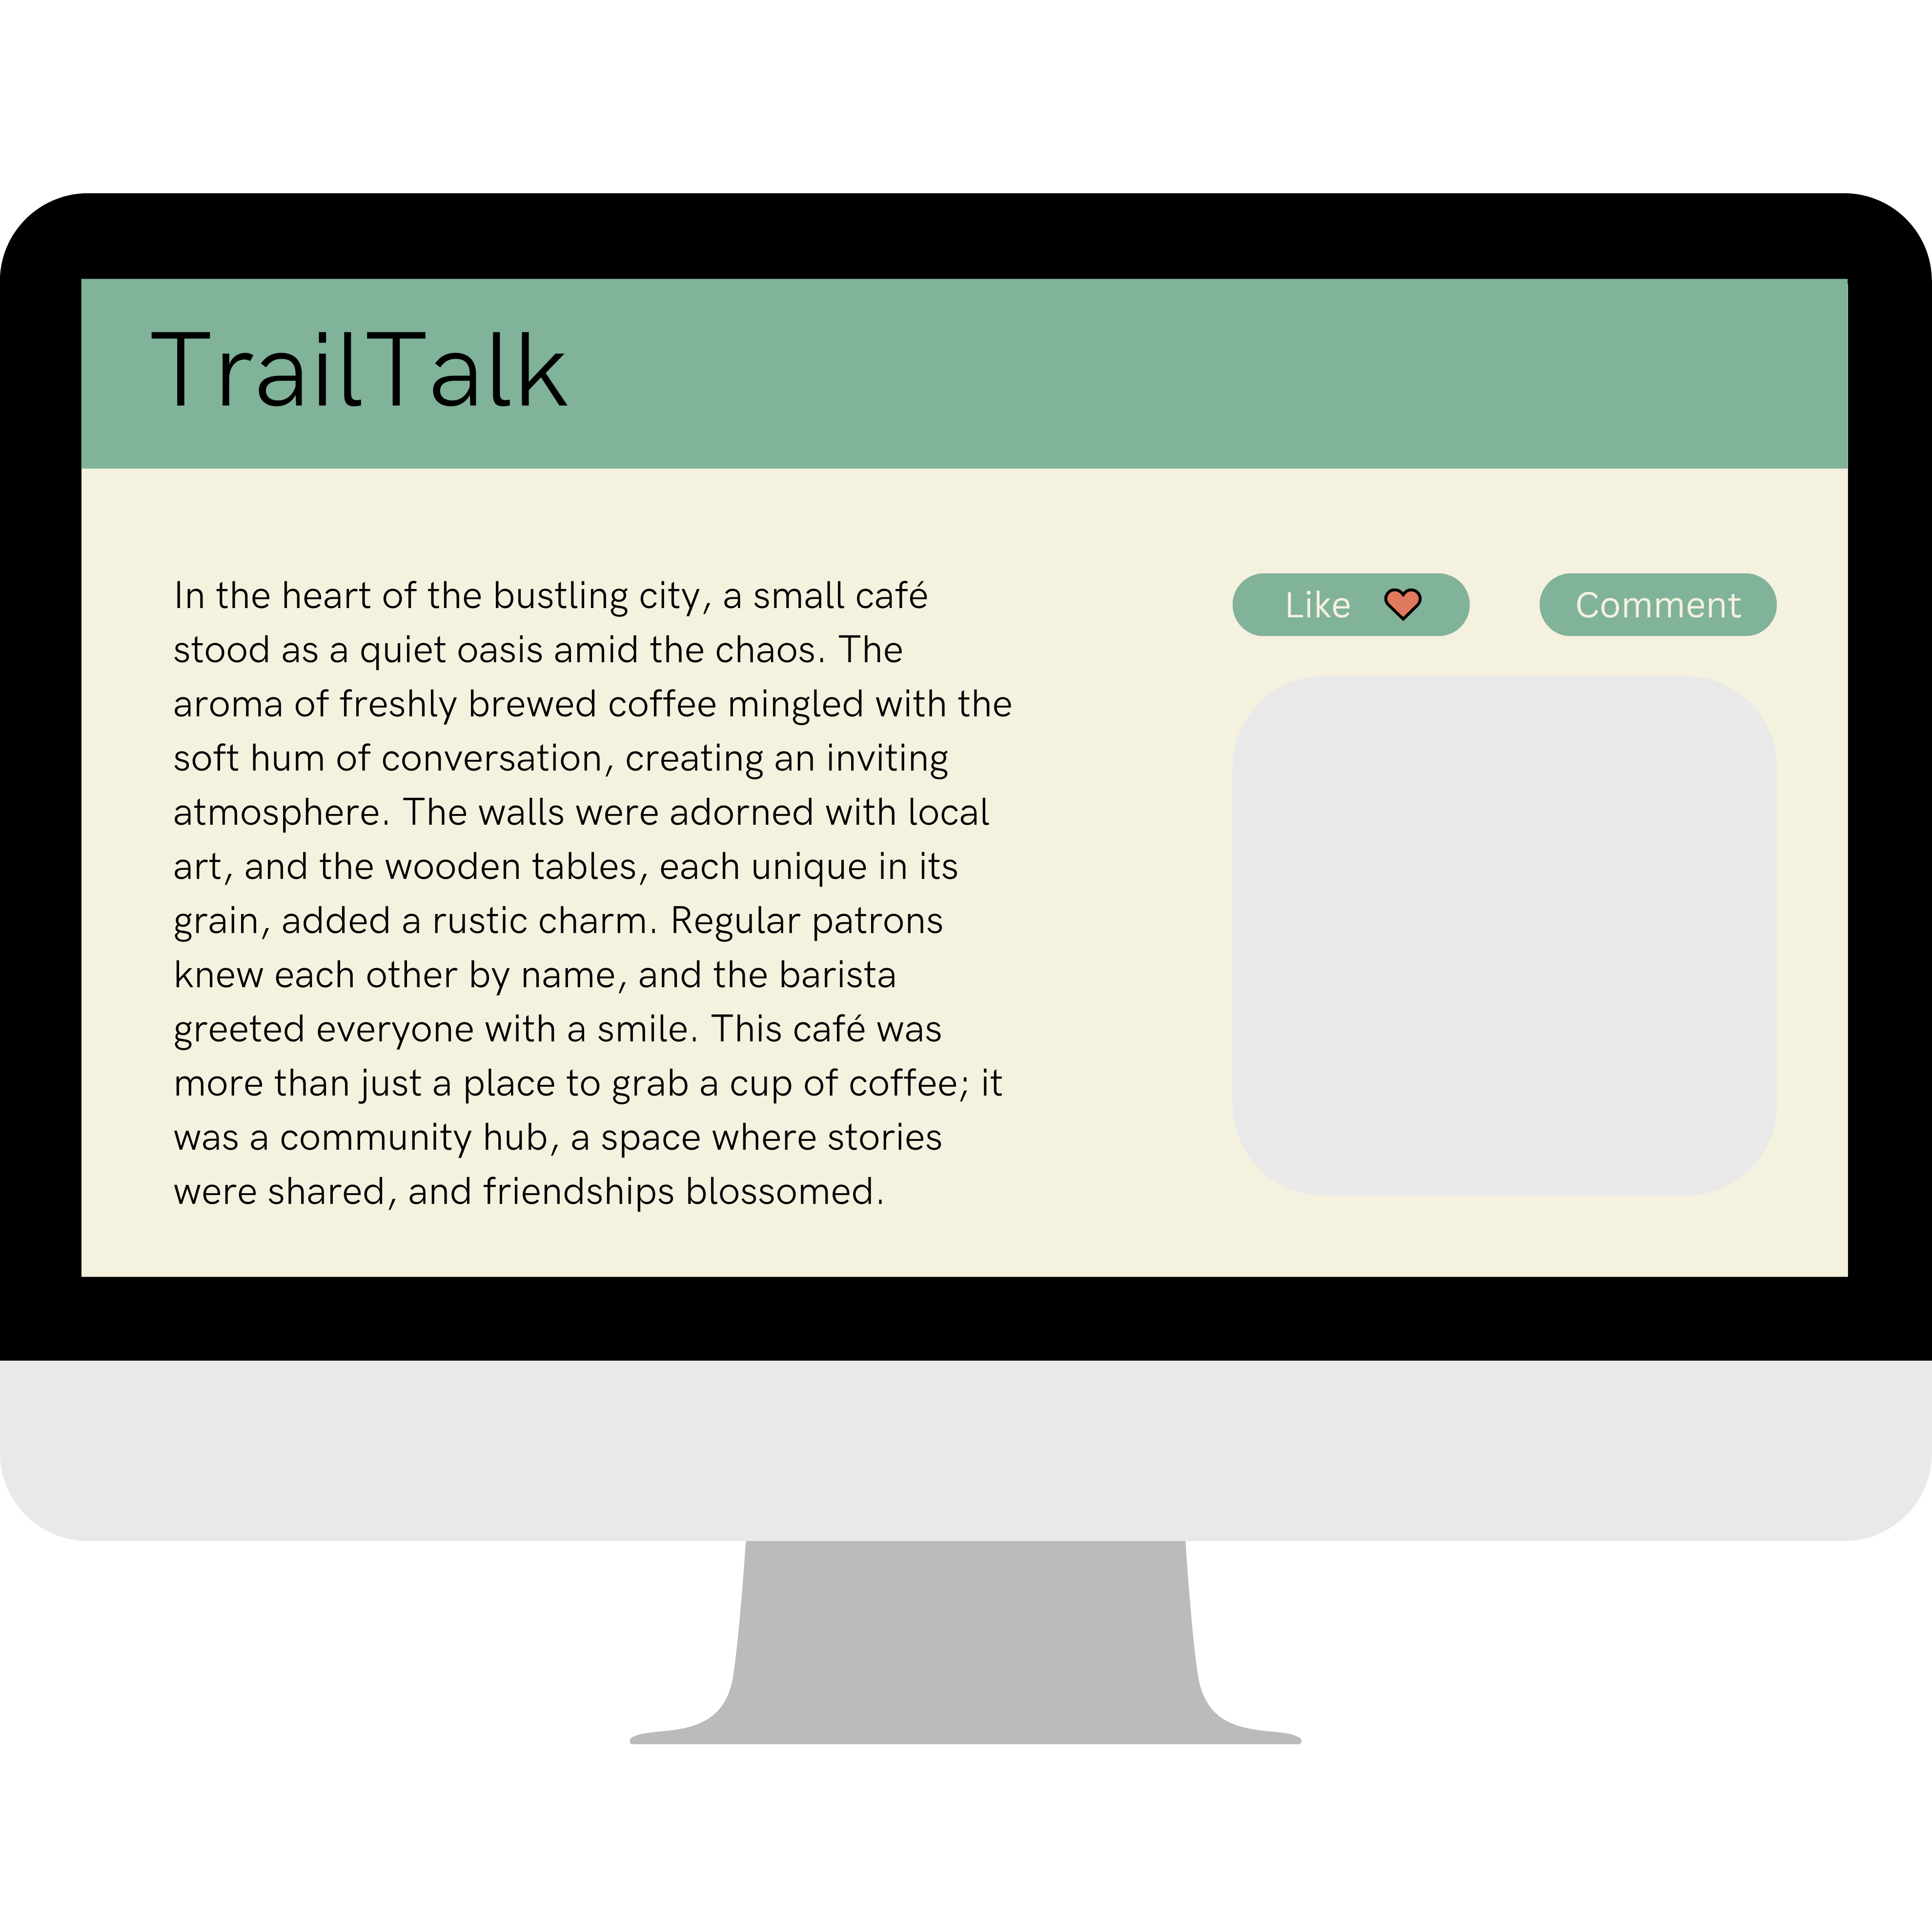 TrailTalk
In the heart of the bustling city, a small café
stood as a quiet oasis amid the chaos. The
aroma of freshly brewed coffee mingled with the
soft hum of conversation, creating an inviting
atmosphere. The walls were adorned with local
art, and the wooden tables, each unique in its
grain, added a rustic charm. Regular patrons
knew each other by name, and the barista
greeted everyone with a smile. This café was
more than just a place to grab a cup of coffee; it
was a community hub, a space where stories
were shared, and friendships blossomed.
Like
Comment